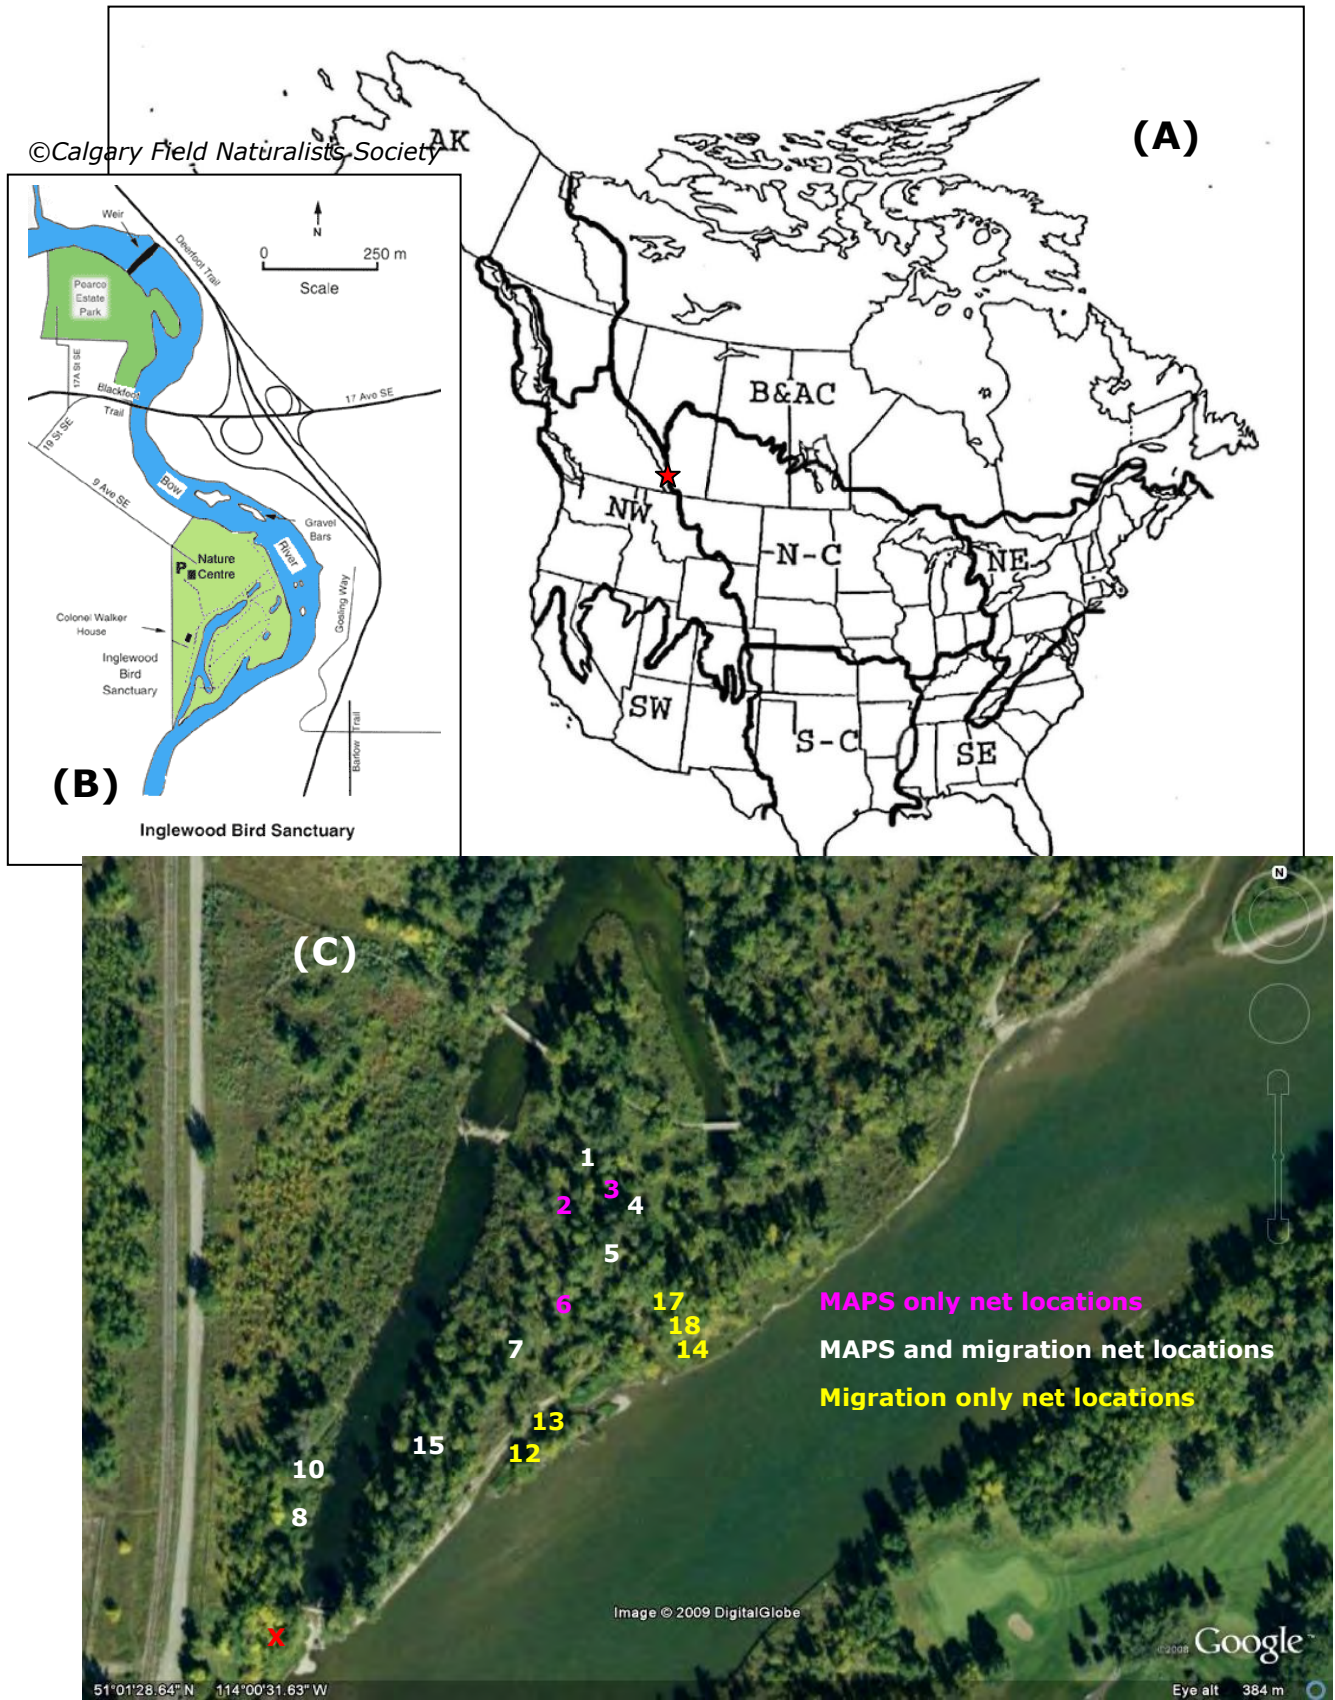 (A)
AK
©Calgary Field Naturalists Society
B&AC
NW
N-C
NE
SW
S-C
SE
Weir
Deerfoot Trail
N
0 250 m
Scale
Pearce
Estate
Park
17A St SE
Blackfoot
Trail
17 Ave SE
19 St SE
9 Ave SE
Bow
River
Gravel
Bars
P
Nature
Centre
Colonel Walker
House
Gosling Way
Inglewood
Bird
Sanctuary
Barlow Trail
(B)
Inglewood Bird Sanctuary
(C)
N
1
3
2
4
5
6
17
18
7
14
13
15
12
10
8
X
MAPS only net locations
MAPS and migration net locations
Migration only net locations
Image © 2009 DigitalGlobe
©2008 Google™
51°01'28.64" N 114°00'31.63" W
Eye alt 384 m